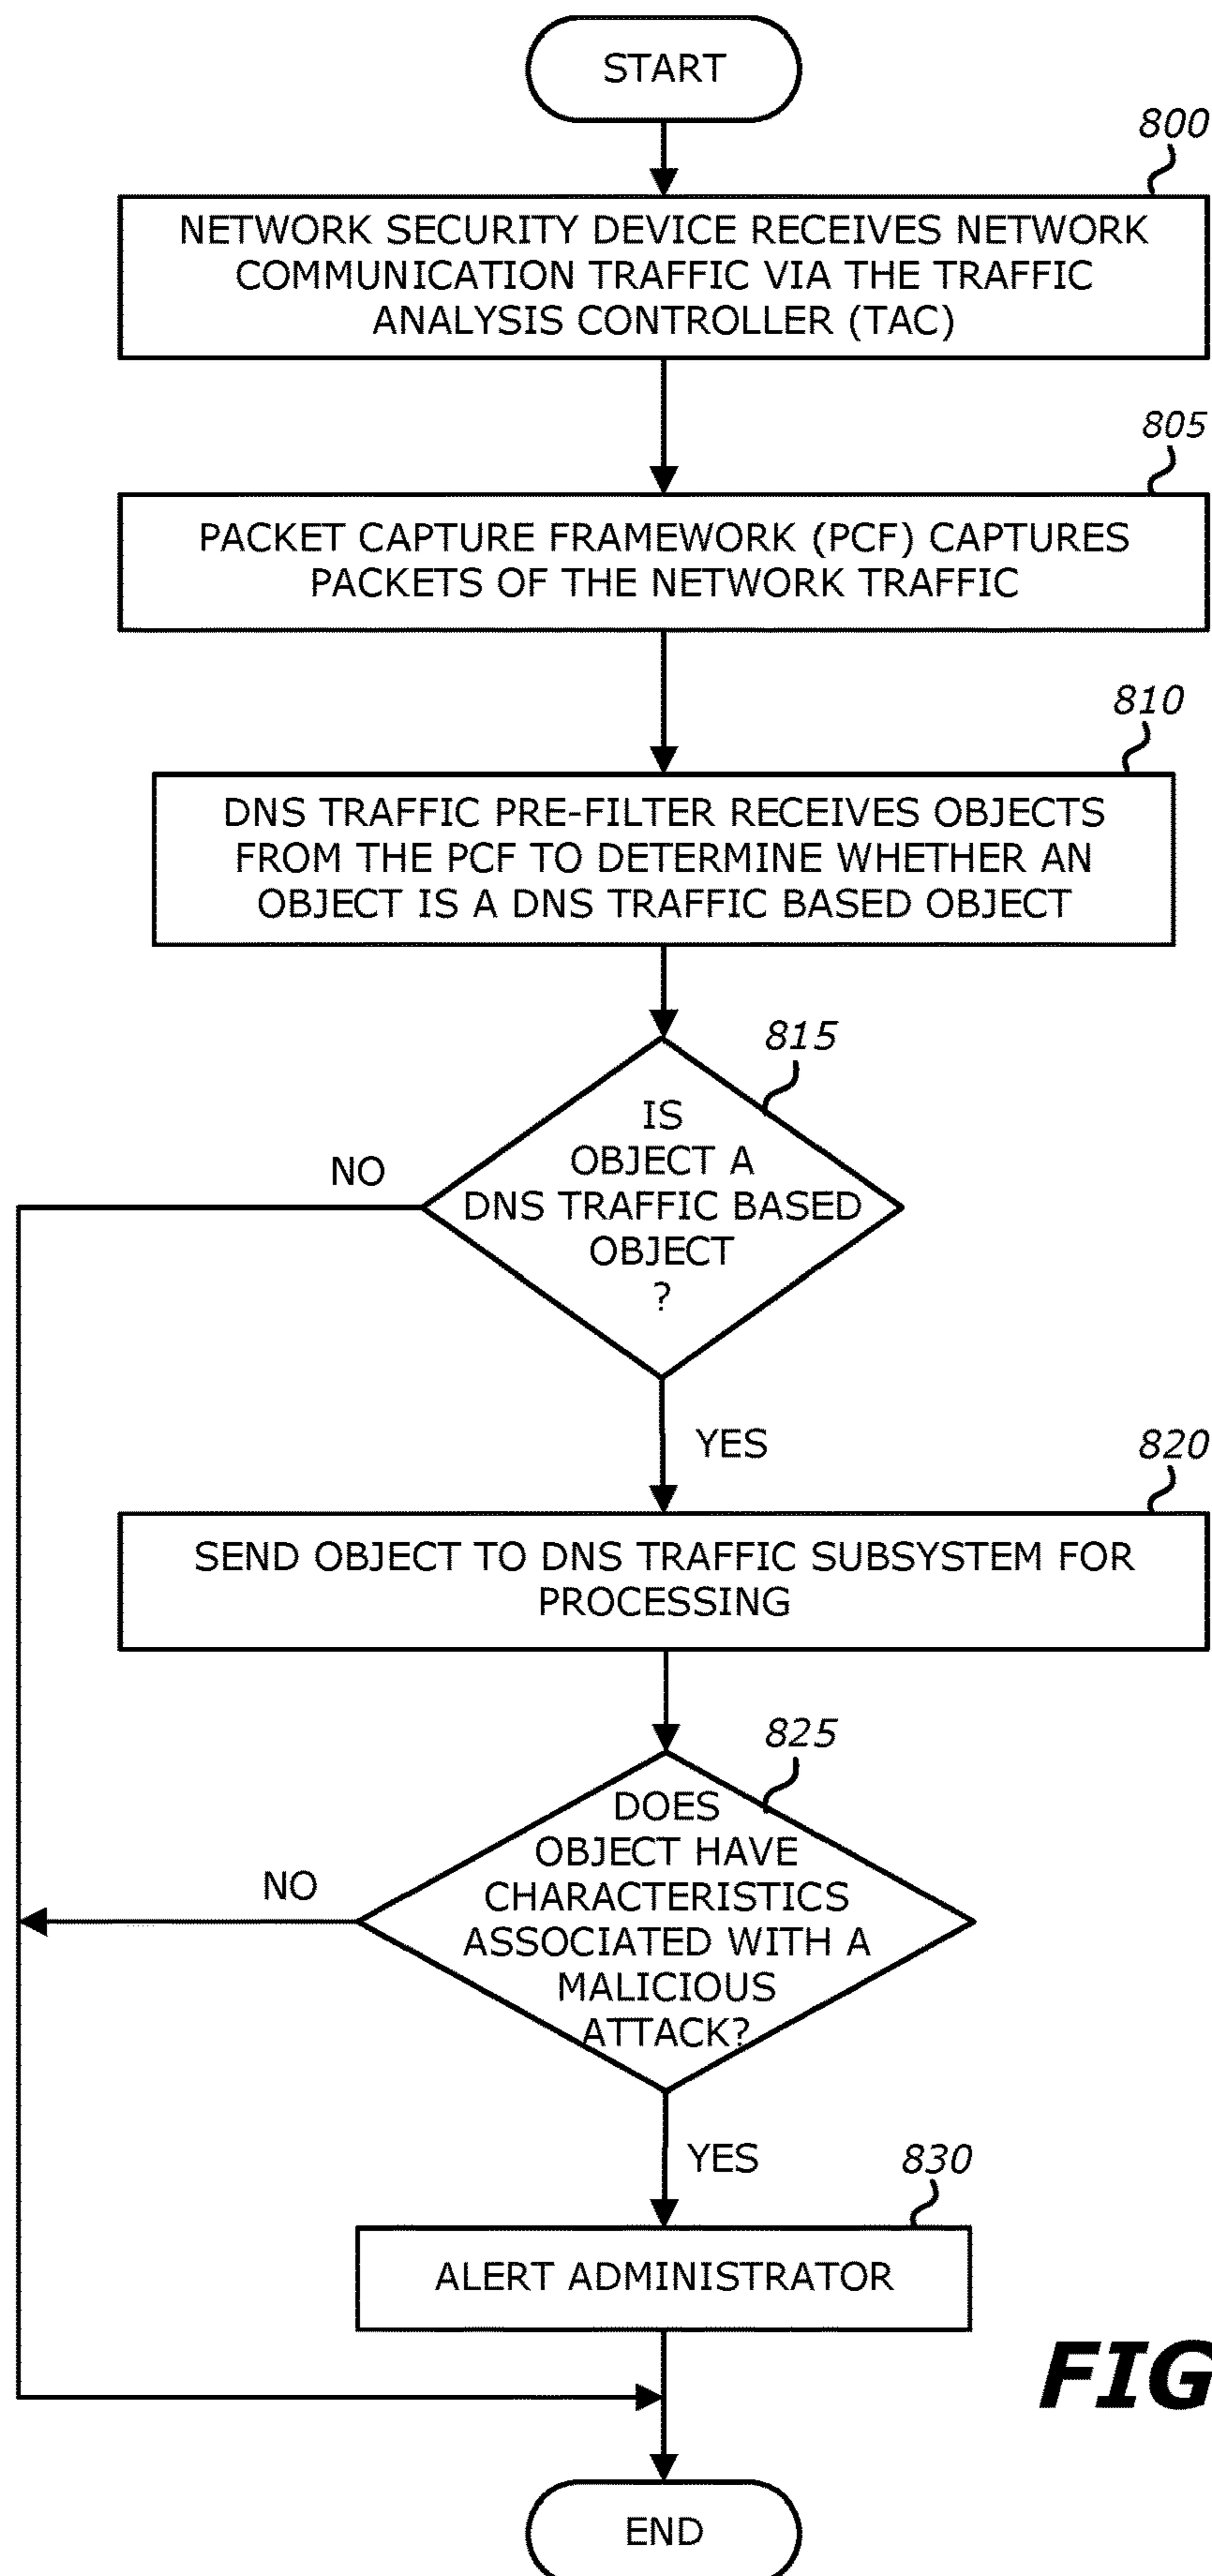 START
800
NETWORK SECURITY DEVICE RECEIVES NETWORK
COMMUNICATION TRAFFIC VIA THE TRAFFIC
ANALYSIS CONTROLLER (TAC)
805
PACKET CAPTURE FRAMEWORK (PCF) CAPTURES
PACKETS OF THE NETWORK TRAFFIC
810
DNS TRAFFIC PRE-FILTER RECEIVES OBJECTS
FROM THE PCF TO DETERMINE WHETHER AN
OBJECT IS A DNS TRAFFIC BASED OBJECT
815
IS
OBJECT A
DNS TRAFFIC BASED
OBJECT
?
NO
YES
820
SEND OBJECT TO DNS TRAFFIC SUBSYSTEM FOR
PROCESSING
825
DOES
OBJECT HAVE
CHARACTERISTICS
ASSOCIATED WITH A
MALICIOUS
ATTACK?
NO
YES
830
ALERT ADMINISTRATOR
FIG
END